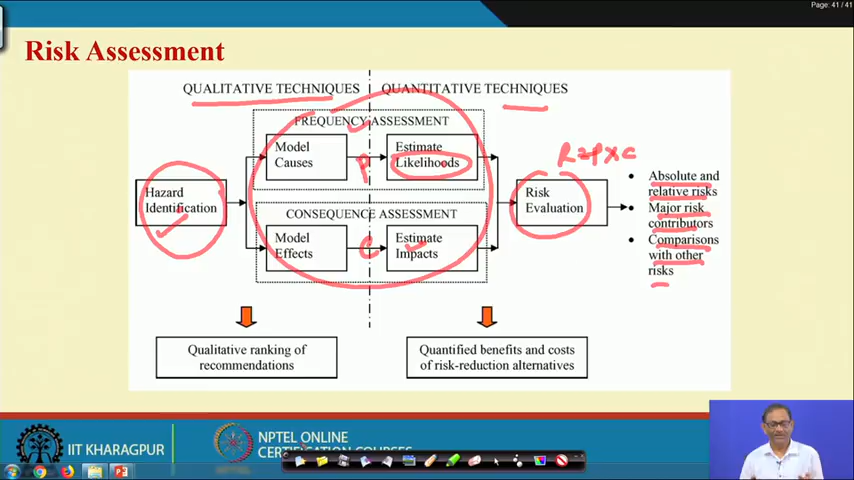 Page: 41 / 41
Risk Assessment
QUALITATIVE TECHNIQUES
QUANTITATIVE TECHNIQUES
FREQUENCY ASSESSMENT
Model
Causes
P
Estimate
Likelihoods
R=PXC
Hazard
Identification
Risk
Evaluation
• Absolute and
relative risks
• Major risk
contributors
• Comparisons
with other
risks
CONSEQUENCE ASSESSMENT
Model
Effects
C
Estimate
Impacts
Qualitative ranking of
recommendations
Quantified benefits and costs
of risk-reduction alternatives
IIT KHARAGPUR
NPTEL ONLINE
CERTIFICATION COURSES